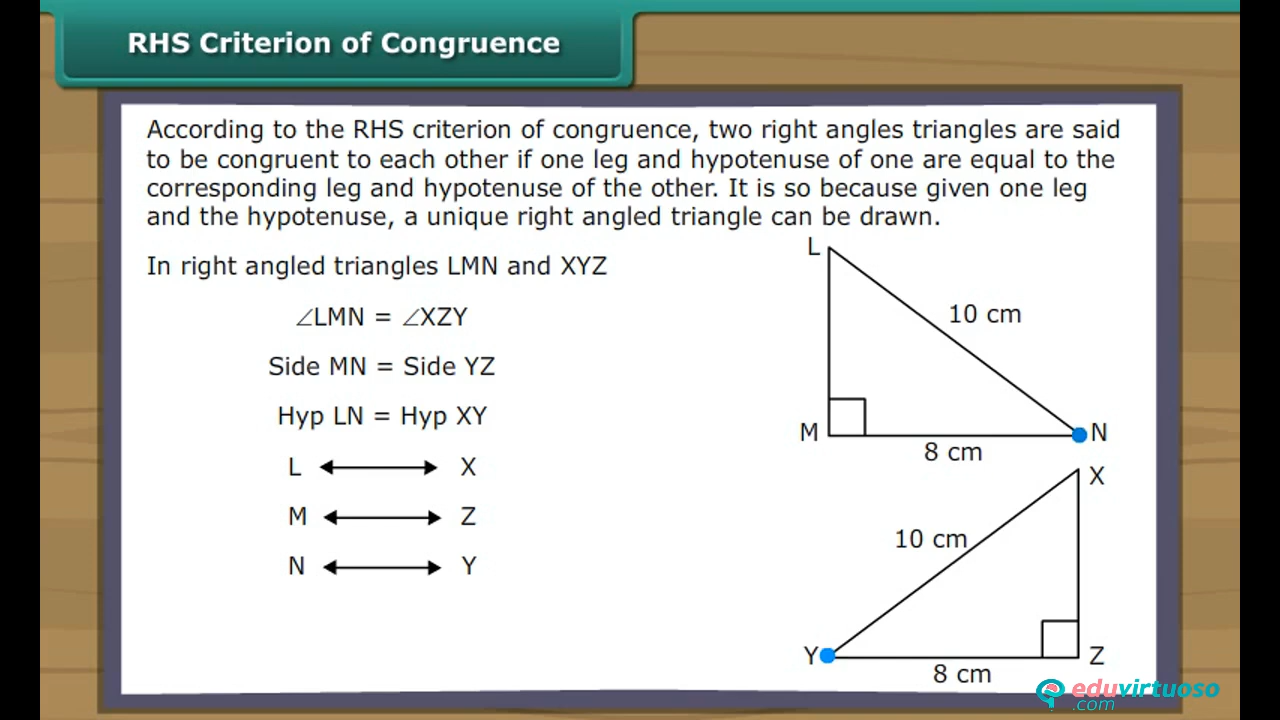 RHS Criterion of Congruence
According to the RHS criterion of congruence, two right angles triangles are said
to be congruent to each other if one leg and hypotenuse of one are equal to the
corresponding leg and hypotenuse of the other. It is so because given one leg
and the hypotenuse, a unique right angled triangle can be drawn.
In right angled triangles LMN and XYZ
∠LMN = ∠XZY
Side MN = Side YZ
Hyp LN = Hyp XY
L ⟷ X
M ⟷ Z
N ⟷ Y
L
10 cm
M
N
8 cm
X
10 cm
Y
Z
8 cm
eduvirtuoso
.com